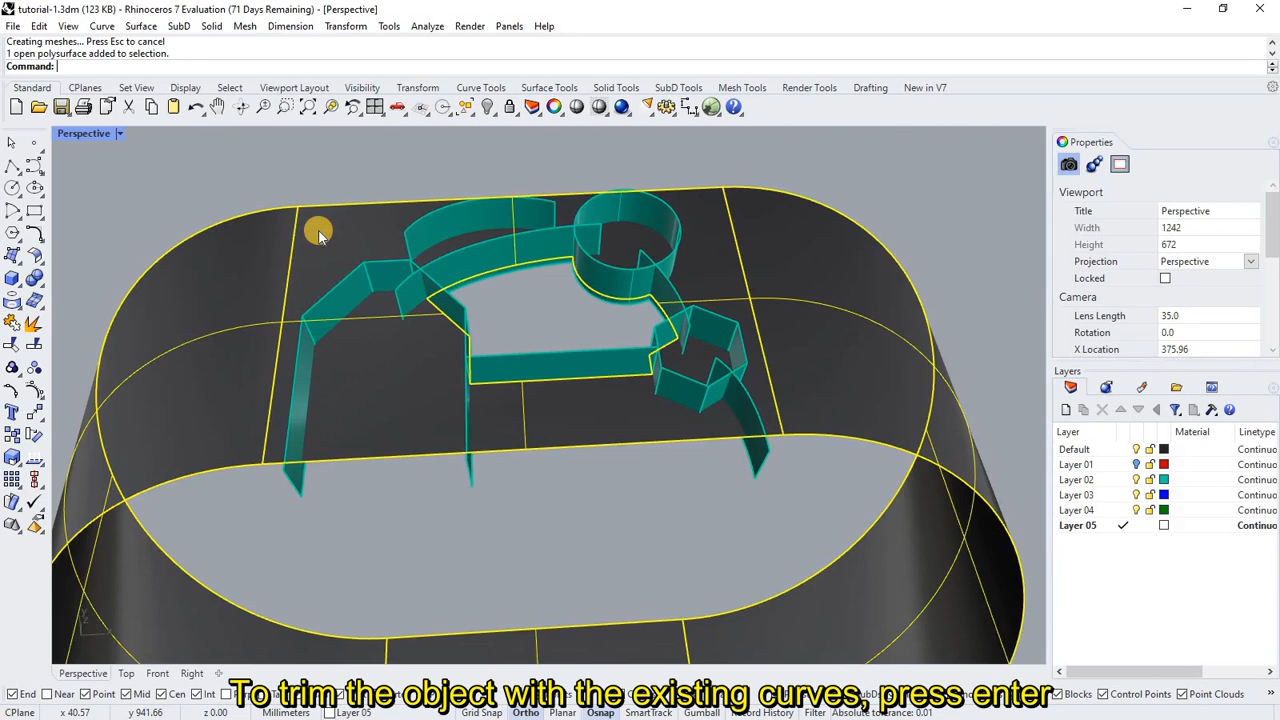 tutorial-1.3dm (123 KB) - Rhinoceros 7 Evaluation (71 Days Remaining) - [Perspective]
File Edit View Curve Surface SubD Solid Mesh Dimension Transform Tools Analyze Render Panels Help
Creating meshes... Press Esc to cancel
1 open polysurface added to selection.
Command:
Standard CPlanes Set View Display Select Viewport Layout Visibility Transform Curve Tools Surface Tools Solid Tools SubD Tools Mesh Tools Render Tools Drafting New in V7
Perspective
Properties
Viewport
Title Perspective
Width 1242
Height 672
Projection Perspective
Locked
Camera
Lens Length 35.0
Rotation 0.0
X Location 375.96
Layers
Layer Material Linetype
Default Continuo
Layer 01 Continuo
Layer 02 Continuo
Layer 03 Continuo
Layer 04 Continuo
Layer 05 Continuo
Perspective Top Front Right
To trim the object with the existing curves, press enter
End Near Point Mid Cen Int Blocks Control Points Point Clouds
CPlane X 40.57 Y 941.66 Z 0.00 Millimeters Layer 05 Grid Snap Ortho Planar Osnap SmartTrack Gumball Record History Filter Absolute tolerance: 0.01